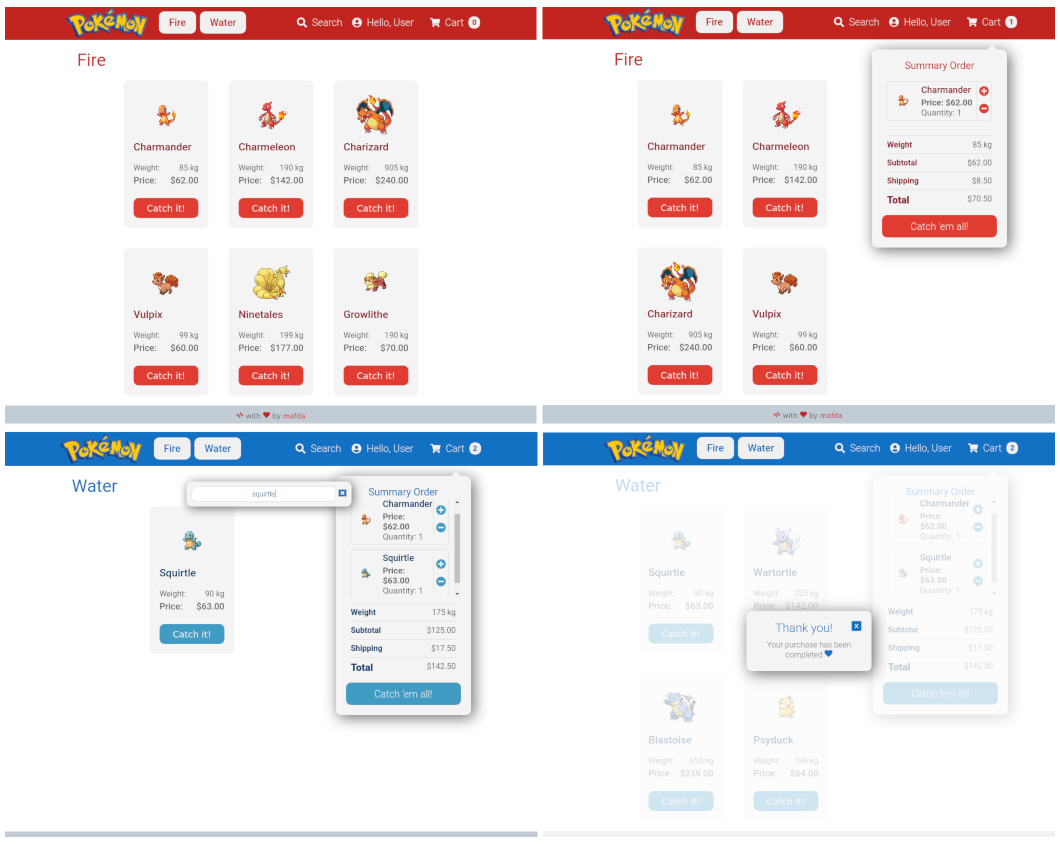 POKéMON Fire Water Search Hello, User Cart 0
Fire
Charmander Charmeleon Charizard
Weight: 85 kg Weight: 190 kg Weight: 905 kg
Price: $62.00 Price: $142.00 Price: $240.00
Catch it! Catch it! Catch it!
Vulpix Ninetales Growlithe
Weight: 99 kg Weight: 199 kg Weight: 190 kg
Price: $60.00 Price: $177.00 Price: $70.00
Catch it! Catch it! Catch it!
</> with ♥ by mafda
POKéMON Fire Water Search Hello, User Cart 1
Fire
Charmander Charmeleon
Weight: 85 kg Weight: 190 kg
Price: $62.00 Price: $142.00
Catch it! Catch it!
Charizard Vulpix
Weight: 905 kg Weight: 99 kg
Price: $240.00 Price: $60.00
Catch it! Catch it!
Summary Order
Charmander
Price: $62.00
Quantity: 1
Weight 85 kg
Subtotal $62.00
Shipping $8.50
Total $70.50
Catch 'em all!
</> with ♥ by mafda
POKéMON Fire Water Search Hello, User Cart 2
Water
squirtle x
Squirtle
Weight: 90 kg
Price: $63.00
Catch it!
Summary Order
Charmander
Price:
$62.00
Quantity: 1
Squirtle
Price:
$63.00
Quantity: 1
Weight 175 kg
Subtotal $125.00
Shipping $17.50
Total $142.50
Catch 'em all!
POKéMON Fire Water Search Hello, User Cart 2
Water
Squirtle Wartortle
Weight: 90 kg Weight: 225 kg
Price: $63.00 Price: $142.00
Catch it!
Thank you! x
Your purchase has been
completed ♥
Blastoise Psyduck
Weight: 855 kg Weight: 196 kg
Price: $239.00 Price: $64.00
Catch it! Catch it!
Summary Order
Charmander
Price:
$62.00
Quantity: 1
Squirtle
Price:
$63.00
Quantity: 1
Weight 175 kg
Subtotal $125.00
Shipping $17.50
Total $142.50
Catch 'em all!